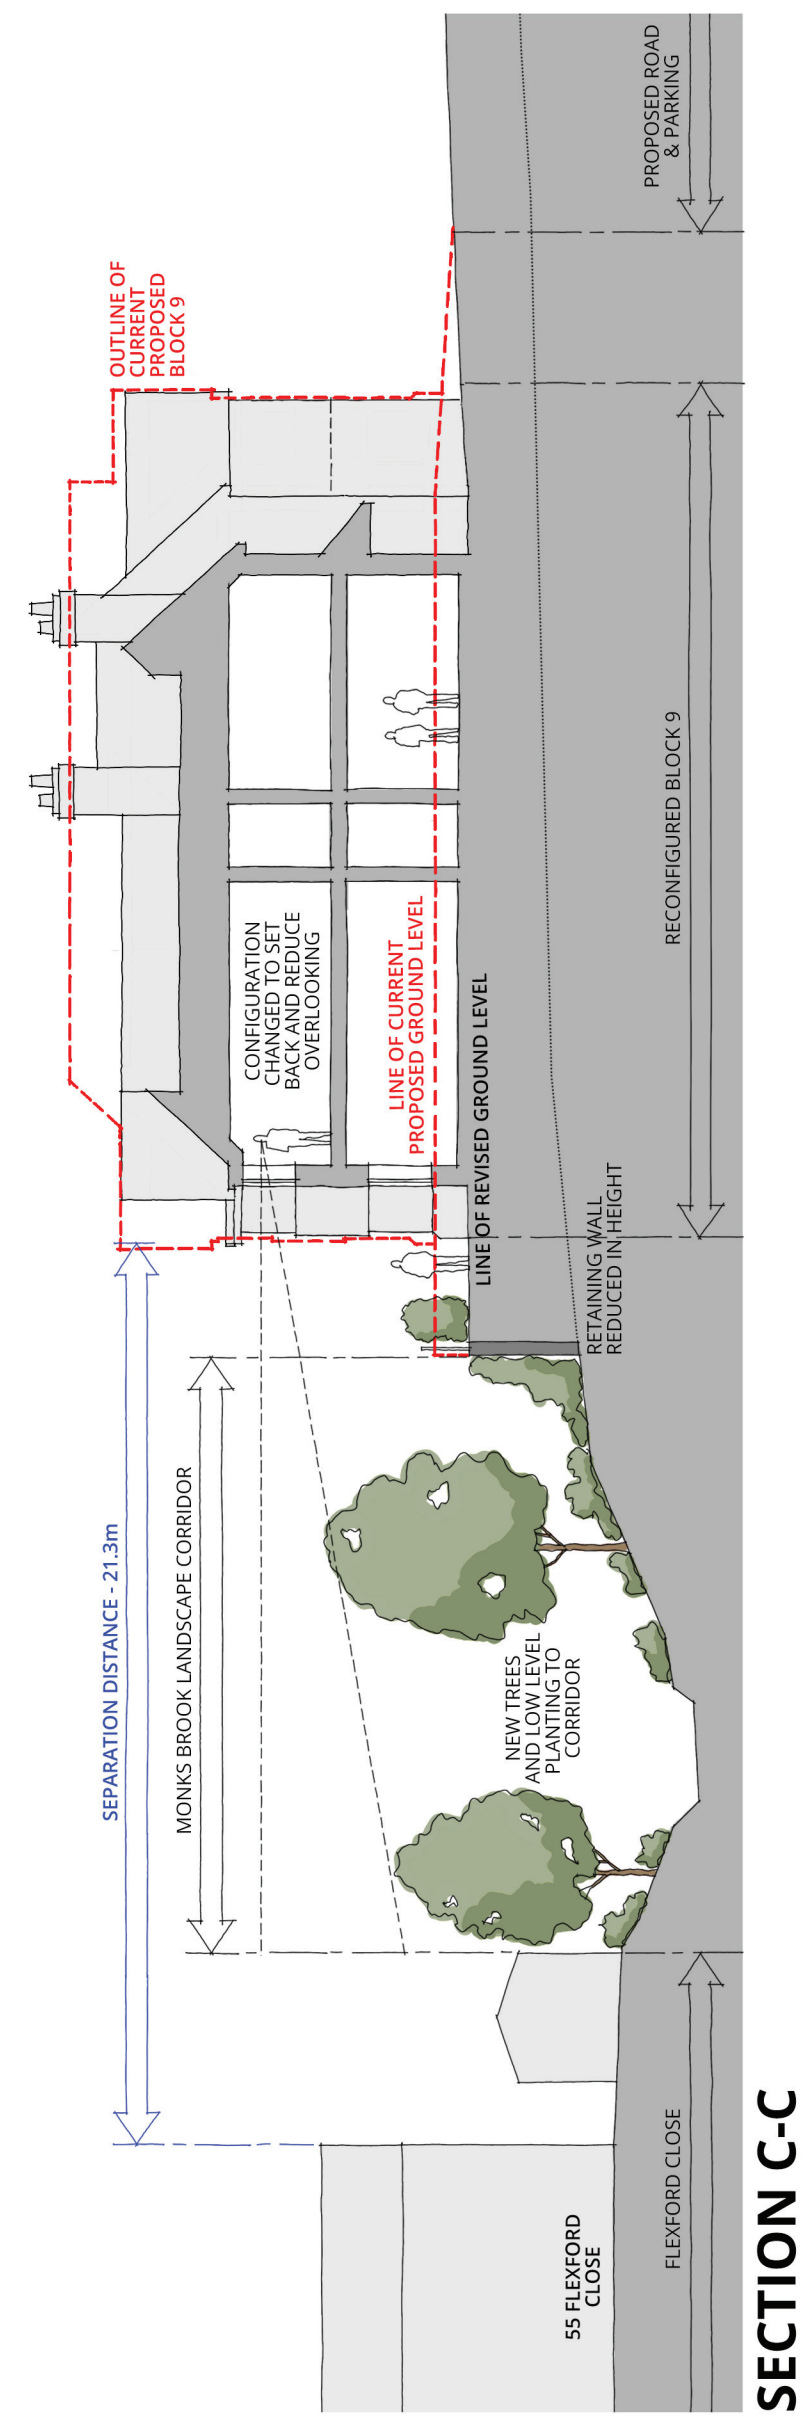 SEPARATION DISTANCE - 21.3m
OUTLINE OF
CURRENT
PROPOSED
BLOCK 9
MONKS BROOK LANDSCAPE CORRIDOR
CONFIGURATION
CHANGED TO SET
BACK AND REDUCE
OVERLOOKING
LINE OF CURRENT
PROPOSED GROUND LEVEL
LINE OF REVISED GROUND LEVEL
NEW TREES
AND LOW LEVEL
PLANTING TO
CORRIDOR
RETAINING WALL
REDUCED IN HEIGHT
55 FLEXFORD
CLOSE
FLEXFORD CLOSE
RECONFIGURED BLOCK 9
PROPOSED ROAD
& PARKING
SECTION C-C